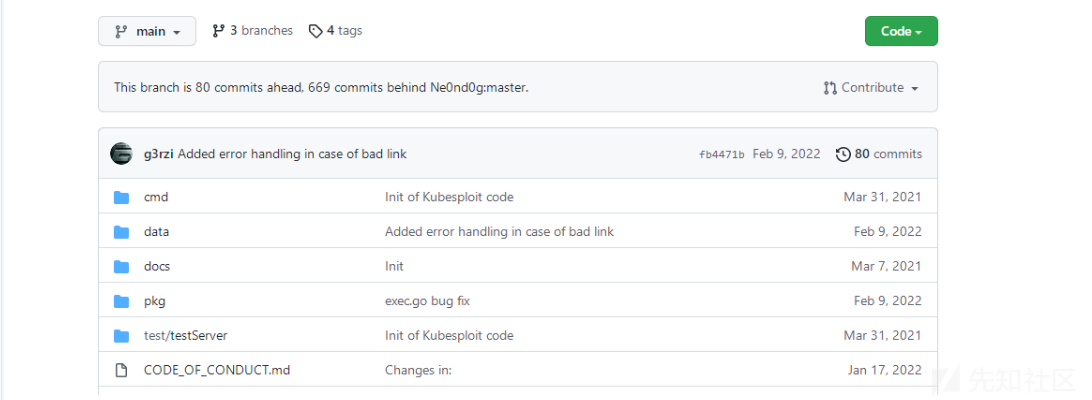 main 3 branches 4 tags Code
This branch is 80 commits ahead, 669 commits behind Ne0nd0g:master. Contribute
g3rzi Added error handling in case of bad link fb4471b Feb 9, 2022 80 commits
cmd Init of Kubesploit code Mar 31, 2021
data Added error handling in case of bad link Feb 9, 2022
docs Init Mar 7, 2021
pkg exec.go bug fix Feb 9, 2022
test/testServer Init of Kubesploit code Mar 31, 2021
CODE_OF_CONDUCT.md Changes in: Jan 17, 2022
先知社区